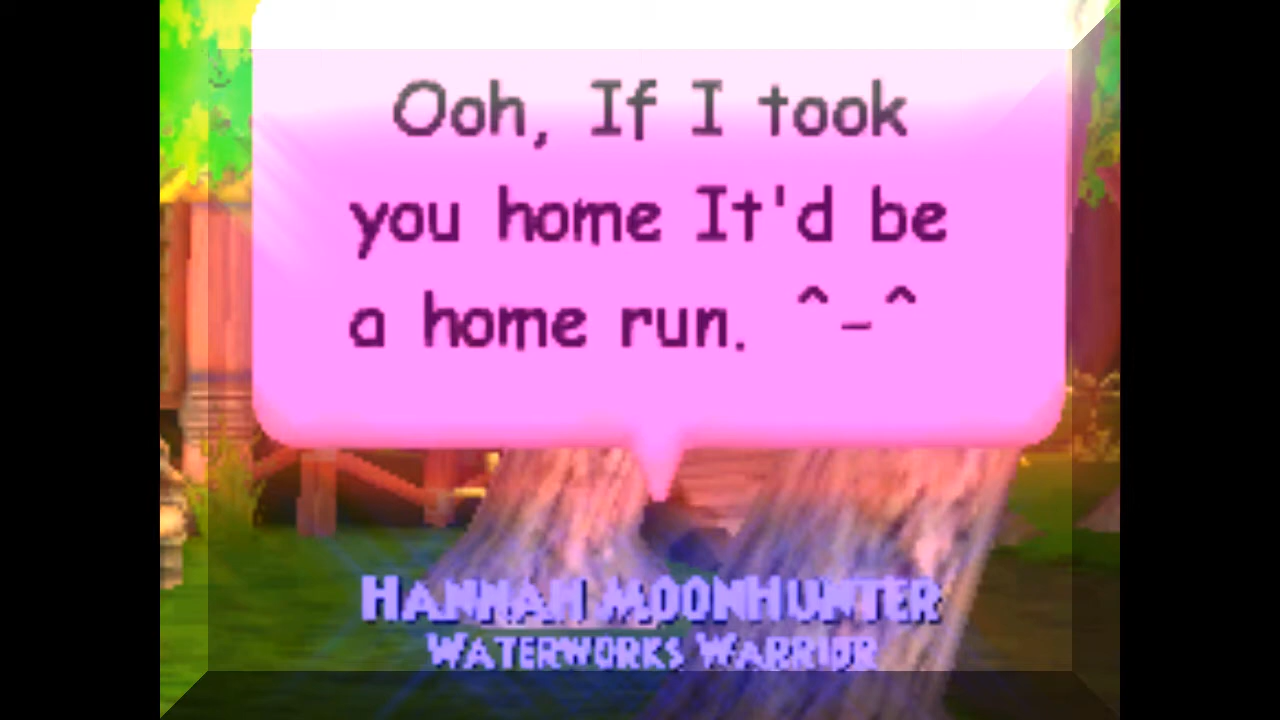 Ooh, If I took
you home It'd be
a home run. ^-^
HANNAH MOONHUNTER
WATERWORKS WARRIOR